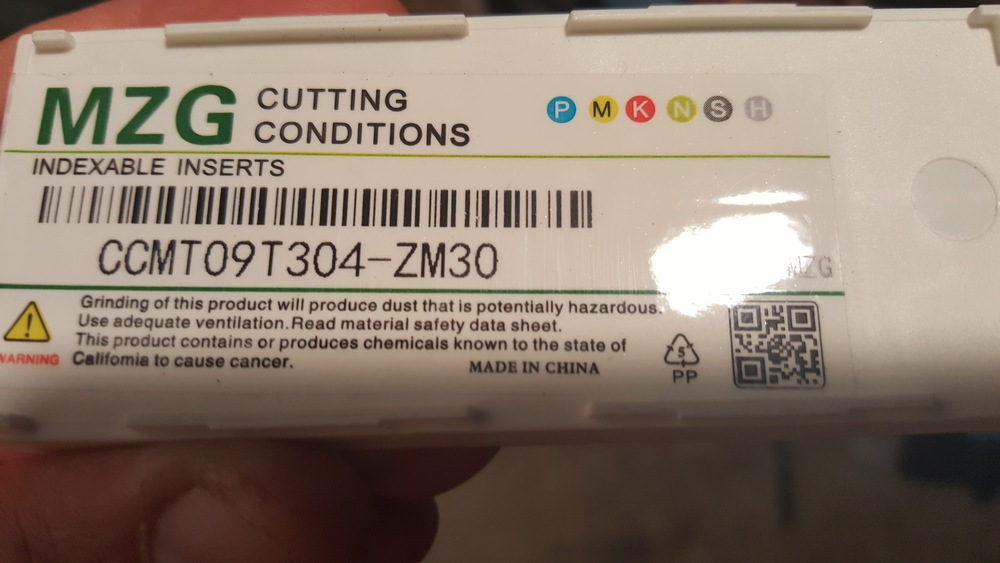 MZG CUTTING CONDITIONS
P M K N S H
INDEXABLE INSERTS
CCMT09T304-ZM30
MZG
Grinding of this product will produce dust that is potentially hazardous.
Use adequate ventilation.Read material safety data sheet.
This product contains or produces chemicals known to the state of
WARNING Califomia to cause cancer.
MADE IN CHINA
5
PP